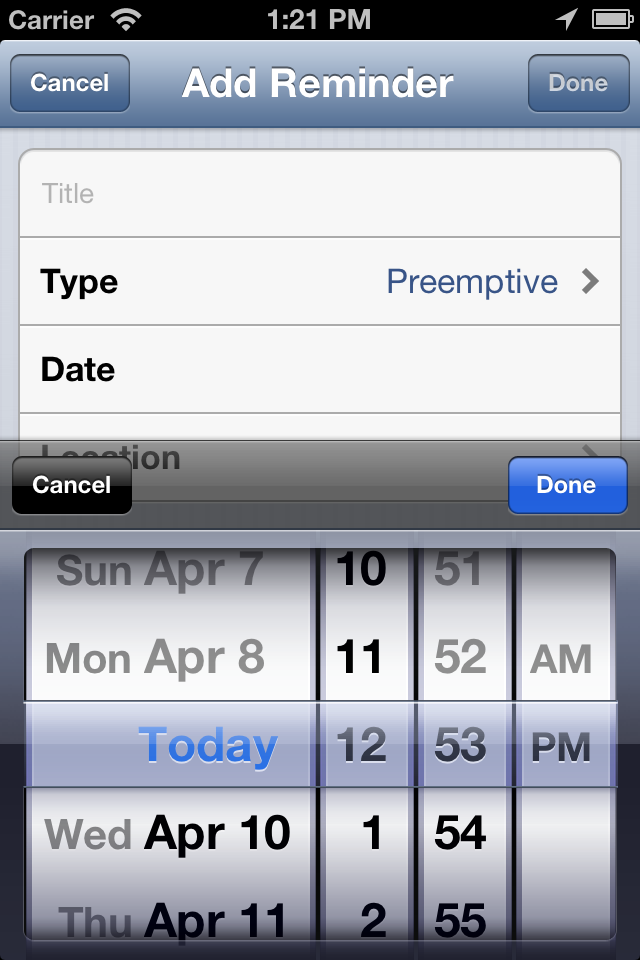 Carrier 1:21 PM
Cancel Add Reminder Done
Title
Type Preemptive
Date
Location
Cancel Done
Sun Apr 7 10 51
Mon Apr 8 11 52 AM
Today 12 53 PM
Wed Apr 10 1 54
Thu Apr 11 2 55